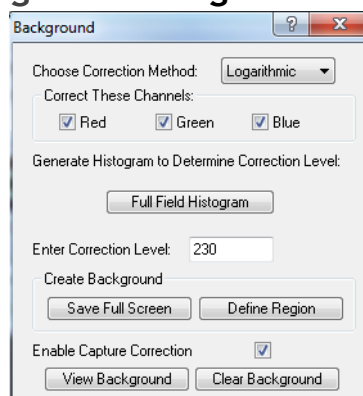 Background
Choose Correction Method: Logarithmic
Correct These Channels:
Red Green Blue
Generate Histogram to Determine Correction Level:
Full Field Histogram
Enter Correction Level: 230
Create Background
Save Full Screen Define Region
Enable Capture Correction
View Background Clear Background